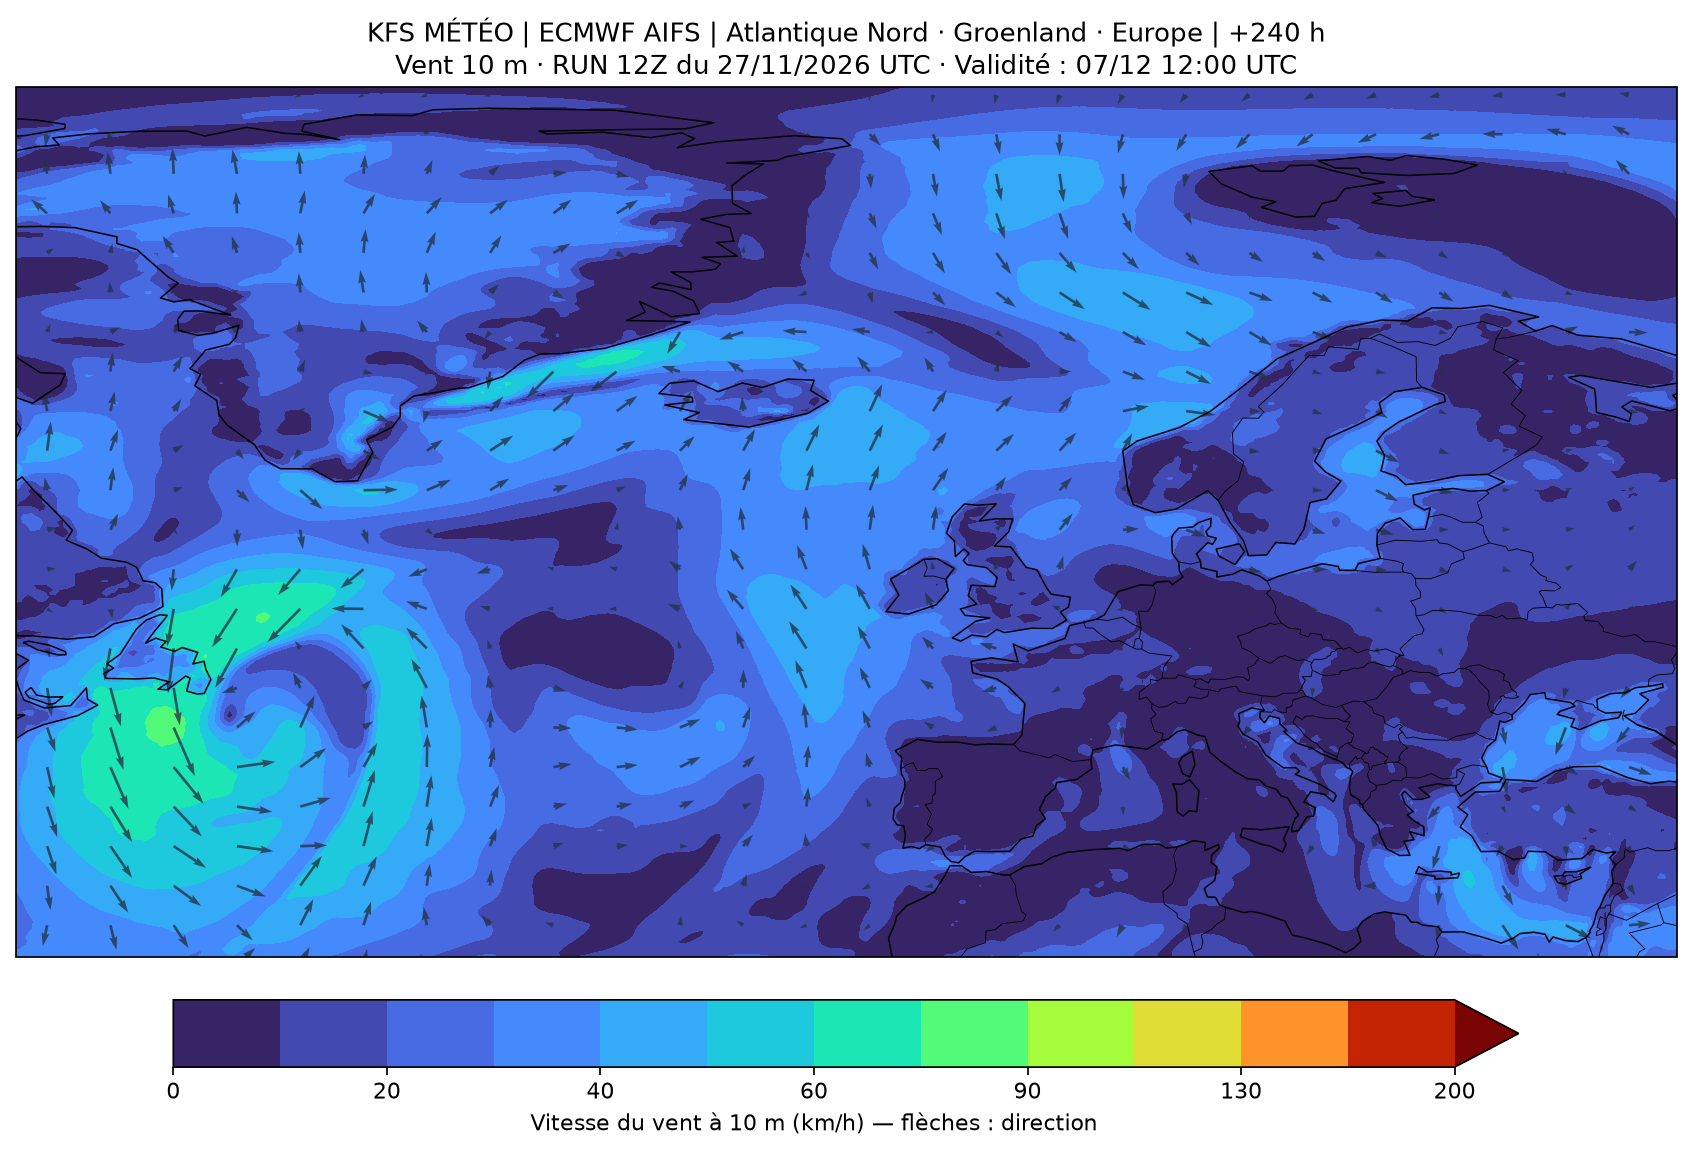 KFS MÉTÉO | ECMWF AIFS | Atlantique Nord · Groenland · Europe | +240 h
Vent 10 m · RUN 12Z du 27/11/2026 UTC · Validité : 07/12 12:00 UTC
0 20 40 60 90 130 200
Vitesse du vent à 10 m (km/h) — flèches : direction